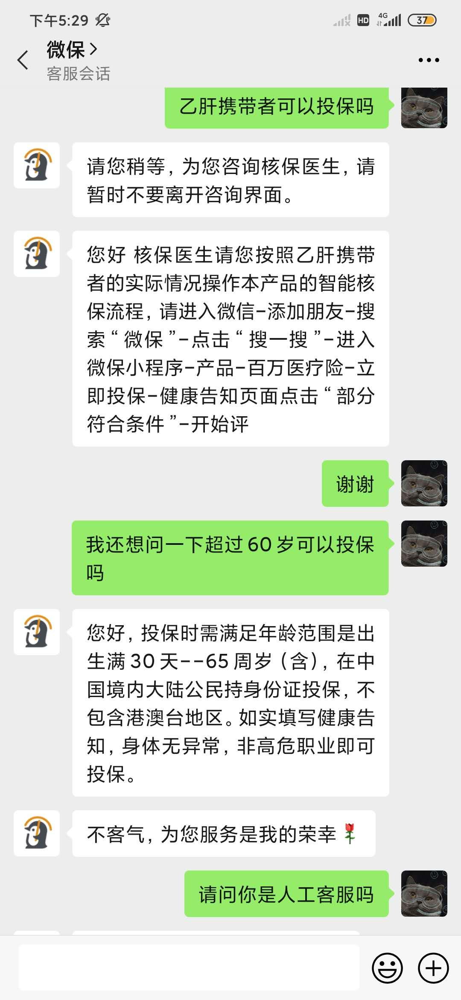 下午5:29
HD
4G
37
微保
客服会话
乙肝携带者可以投保吗
请您稍等，为您咨询核保医生，请
暂时不要离开咨询界面。
您好 核保医生请您按照乙肝携带
者的实际情况操作本产品的智能核
保流程，请进入微信-添加朋友-搜
索“微保”-点击“搜一搜”-进入
微保小程序-产品-百万医疗险-立
即投保-健康告知页面点击“部分
符合条件”-开始评
谢谢
我还想问一下超过60岁可以投保
吗
您好，投保时需满足年龄范围是出
生满30天--65周岁（含），在中
国境内大陆公民持身份证投保，不
包含港澳台地区。如实填写健康告
知，身体无异常，非高危职业即可
投保。
不客气，为您服务是我的荣幸🌹
请问你是人工客服吗